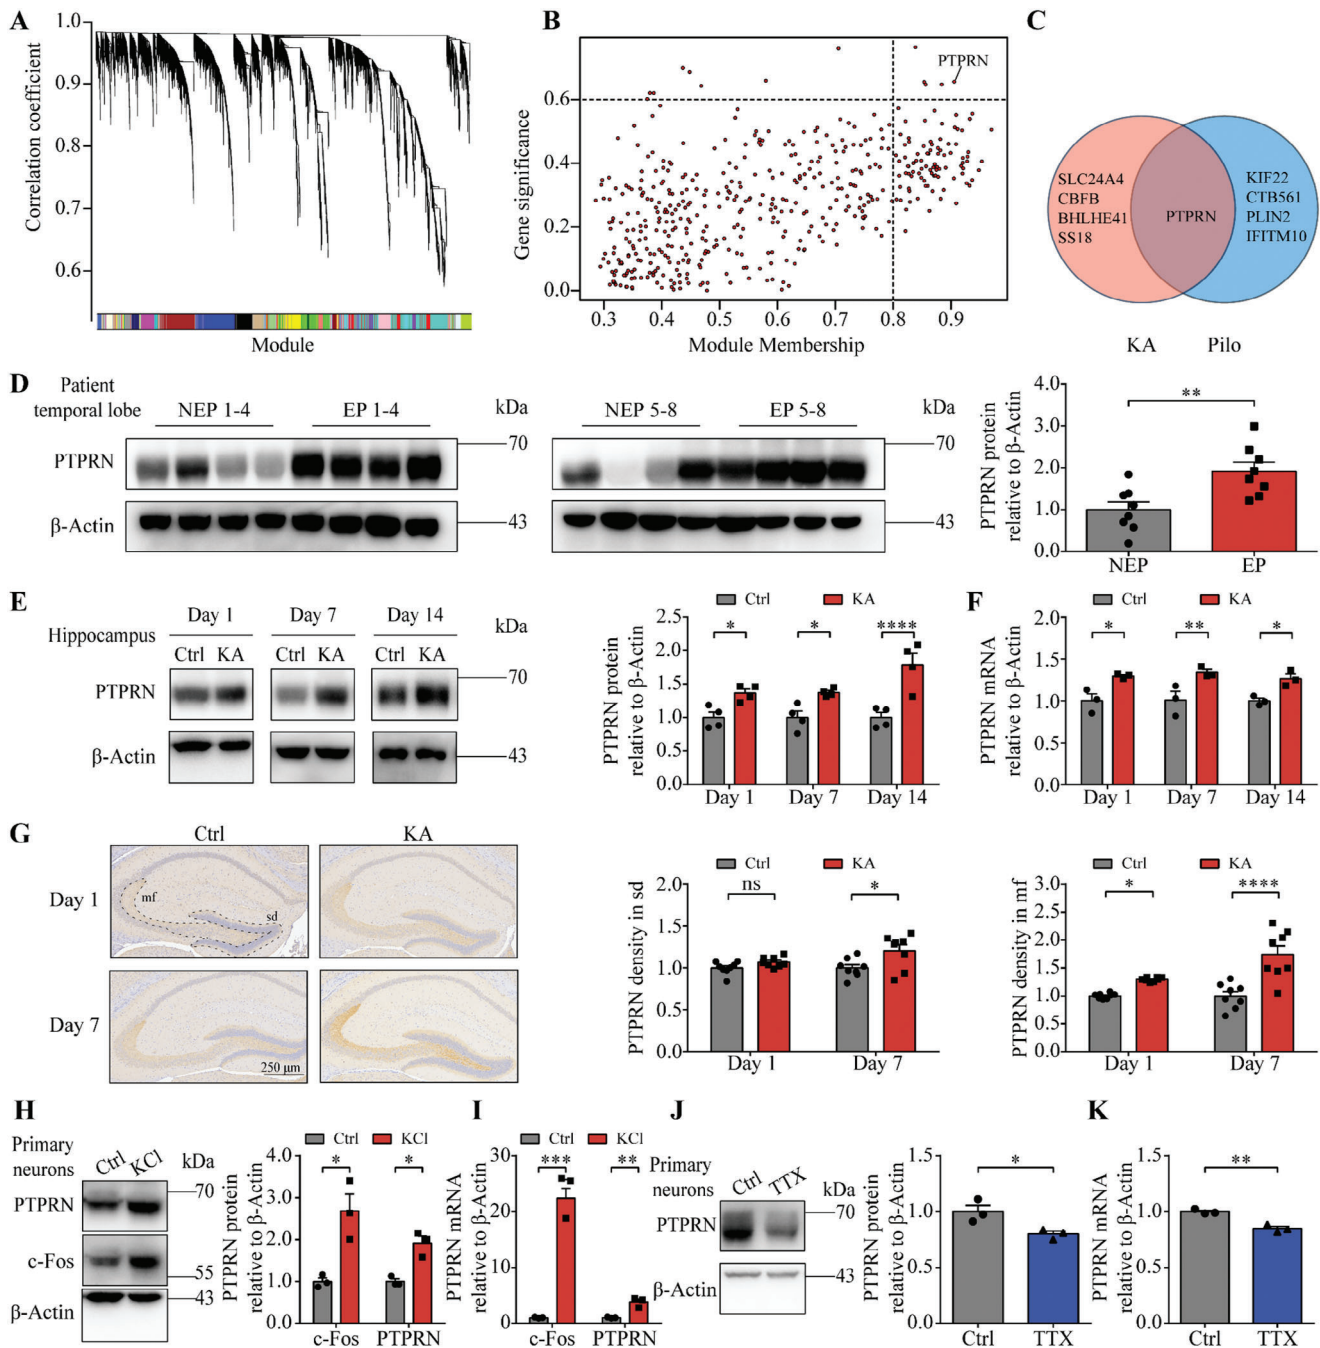 A
Correlation coefficient
1.0
0.9
0.8
0.7
0.6
Module
B
Gene significance
0.6
0.4
0.2
0.0
PTPRN
0.3 0.4 0.5 0.6 0.7 0.8 0.9
Module Membership
C
SLC24A4
CBFB
BHLHE41
SS18
PTPRN
KIF22
CTB561
PLIN2
IFITM10
KA Pilo
D
Patient
temporal lobe
NEP 1-4 EP 1-4
kDa
NEP 5-8 EP 5-8
kDa
PTPRN
70
70
β-Actin
43
43
PTPRN protein
relative to β-Actin
4.0
3.0
2.0
1.0
0.0
**
NEP EP
E
Day 1 Day 7 Day 14
kDa
Hippocampus
Ctrl KA Ctrl KA Ctrl KA
PTPRN
70
β-Actin
43
PTPRN protein
relative to β-Actin
Ctrl KA
2.5
2.0
1.5
1.0
0.5
0.0
* * ****
Day 1 Day 7 Day 14
F
PTPRN mRNA
relative to β-Actin
Ctrl KA
2.0
1.5
1.0
0.5
0.0
* ** *
Day 1 Day 7 Day 14
G
Ctrl KA
Day 1
mf
sd
Day 7
250 μm
PTPRN density in sd
Ctrl KA
2.0
1.5
1.0
0.5
0.0
ns *
Day 1 Day 7
PTPRN density in mf
Ctrl KA
3.0
2.5
2.0
1.5
1.0
0.5
0.0
* ****
Day 1 Day 7
H
Primary
neurons
Ctrl KCl
kDa
PTPRN
70
c-Fos
55
β-Actin
43
PTPRN protein
relative to β-Actin
Ctrl KCl
4.0
3.0
2.0
1.0
0.0
* *
c-Fos PTPRN
I
PTPRN mRNA
relative to β-Actin
Ctrl KCl
30
20
10
0
*** **
c-Fos PTPRN
J
Primary
neurons
Ctrl TTX
kDa
PTPRN
70
β-Actin
43
PTPRN protein
relative to β-Actin
1.5
1.0
0.5
0.0
*
Ctrl TTX
K
PTPRN mRNA
relative to β-Actin
1.5
1.0
0.5
0.0
**
Ctrl TTX